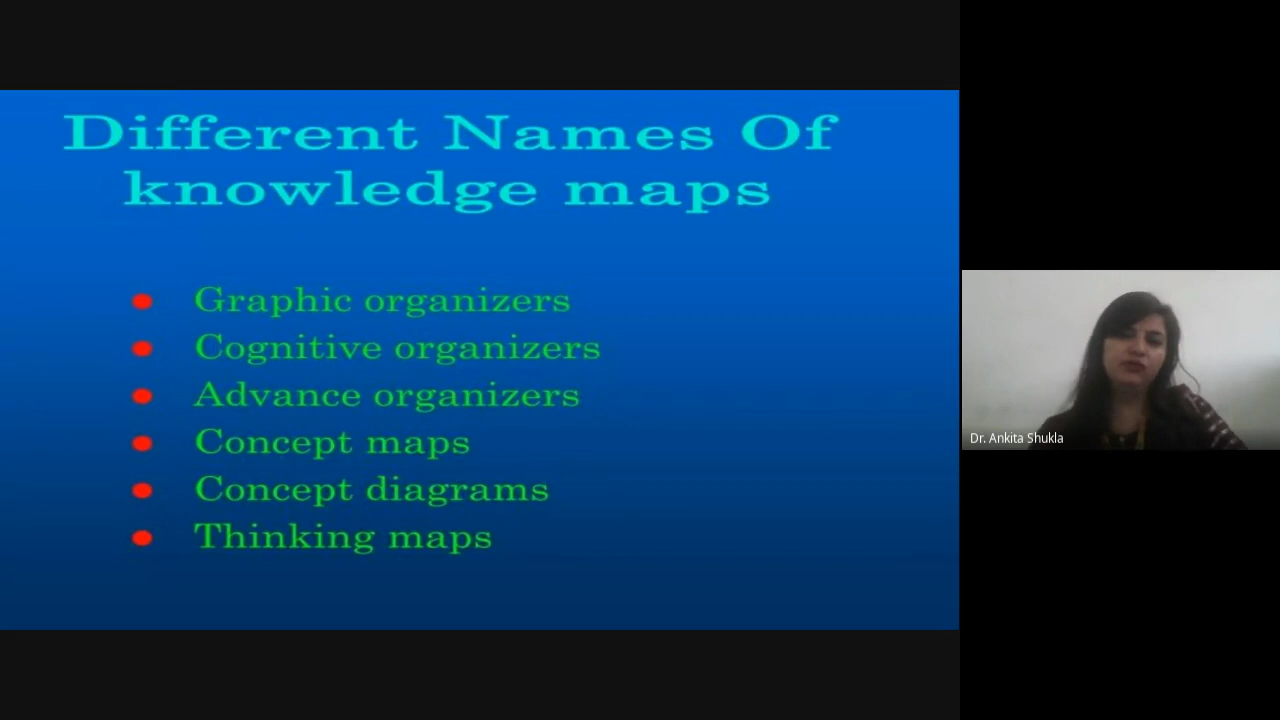 Different Names Of
knowledge maps
Graphic organizers
Cognitive organizers
Advance organizers
Concept maps
Concept diagrams
Thinking maps
Dr. Ankita Shukla